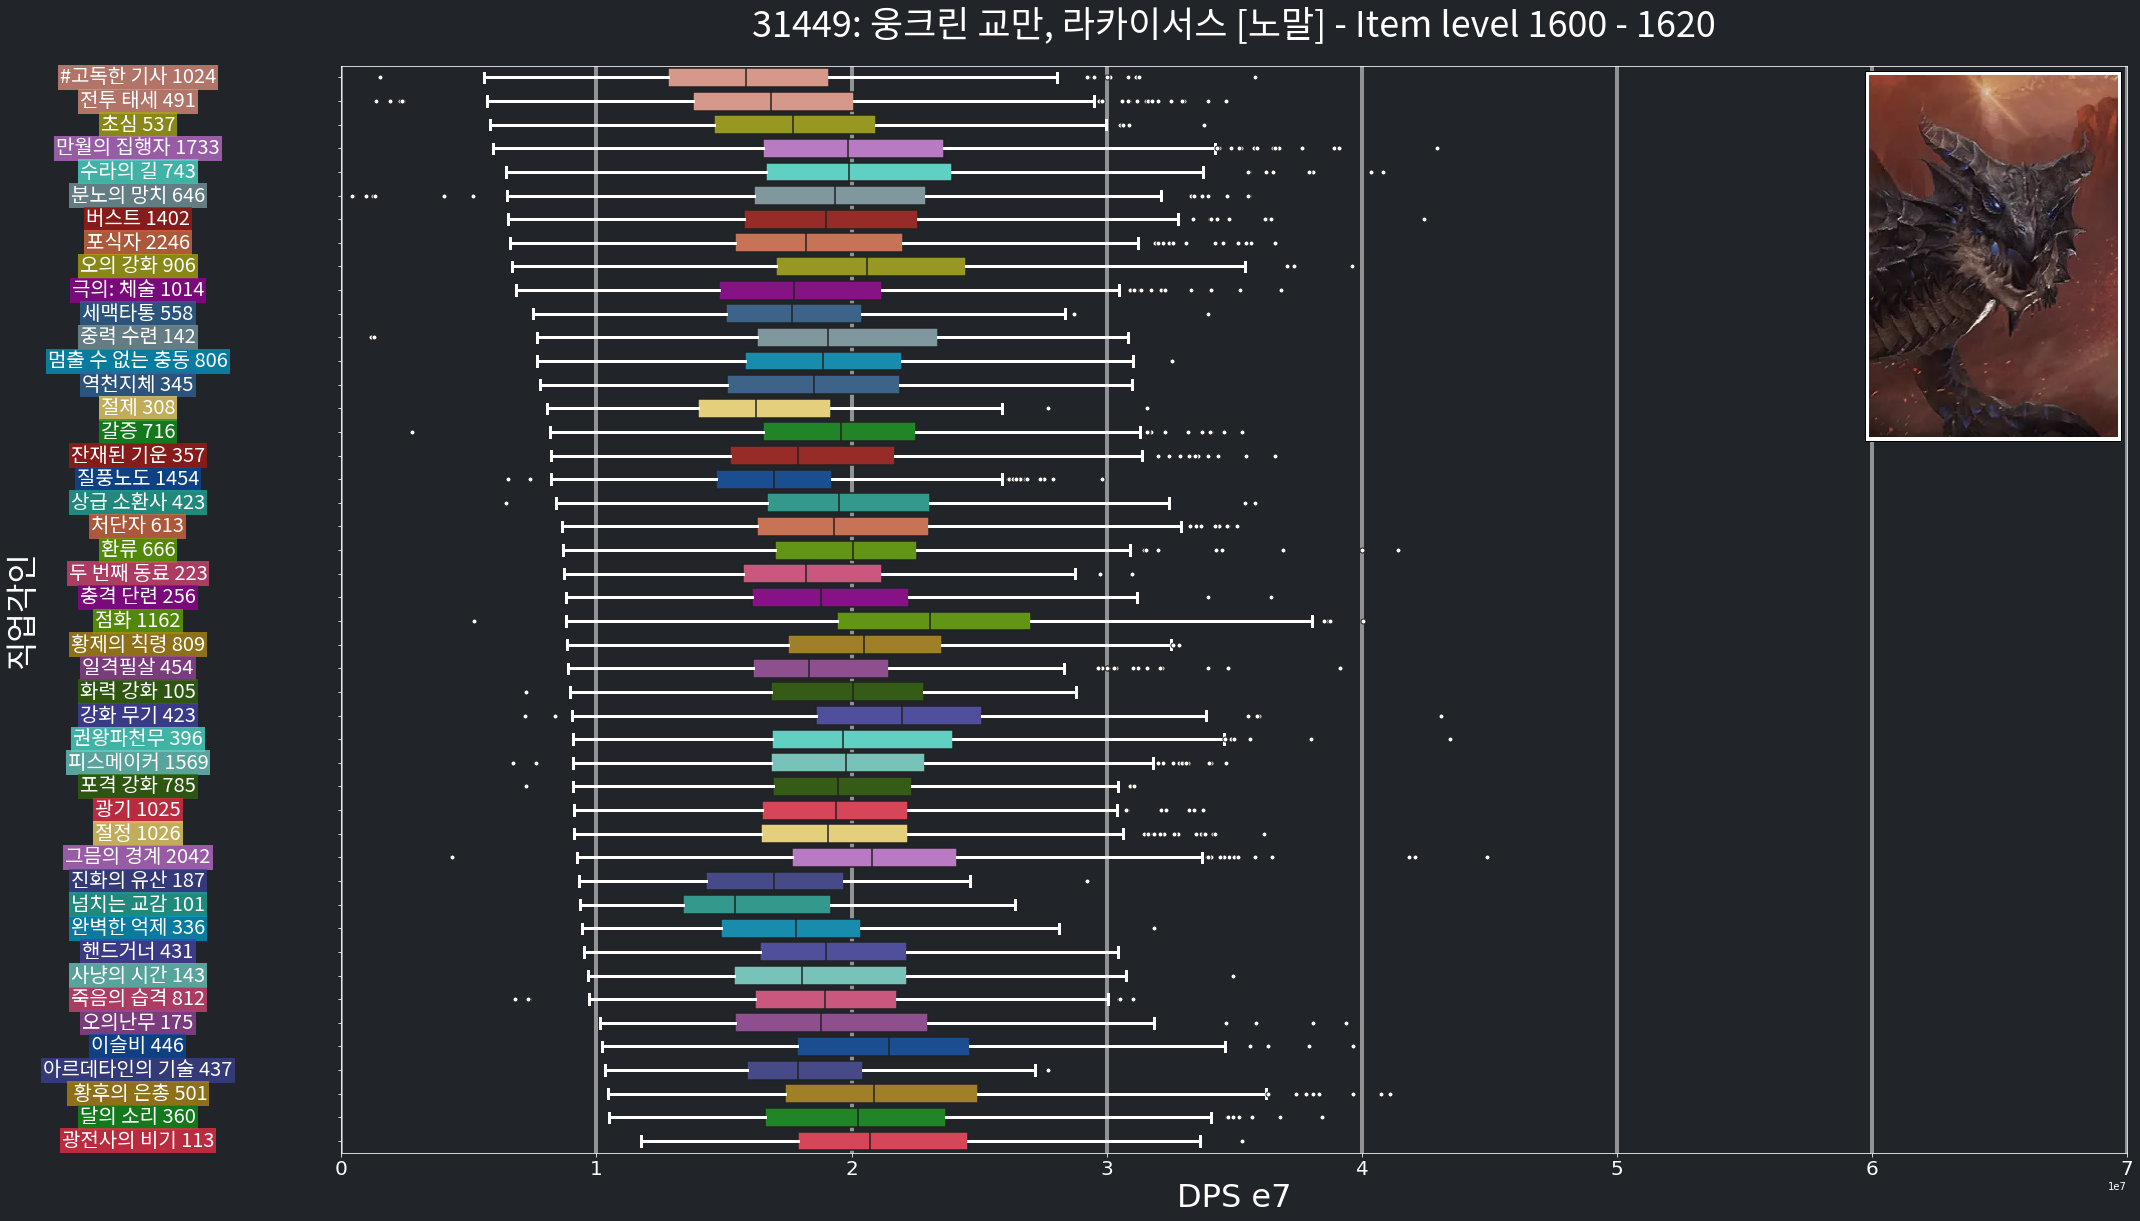 31449: 웅크린 교만, 라카이서스 [노말] - Item level 1600 - 1620
#고독한 기사 1024
전투 태세 491
초심 537
만월의 집행자 1733
수라의 길 743
분노의 망치 646
버스트 1402
포식자 2246
오의 강화 906
극의: 체술 1014
세맥타통 558
중력 수련 142
멈출 수 없는 충동 806
역천지체 345
절제 308
갈증 716
잔재된 기운 357
질풍노도 1454
상급 소환사 423
처단자 613
환류 666
두 번째 동료 223
충격 단련 256
점화 1162
황제의 칙령 809
일격필살 454
화력 강화 105
강화 무기 423
권왕파천무 396
피스메이커 1569
포격 강화 785
광기 1025
절정 1026
그믐의 경계 2042
진화의 유산 187
넘치는 교감 101
완벽한 억제 336
핸드거너 431
사냥의 시간 143
죽음의 습격 812
오의난무 175
이슬비 446
아르데타인의 기술 437
황후의 은총 501
달의 소리 360
광전사의 비기 113
직업각인
0 1 2 3 4 5 6 7
DPS e7
1e7